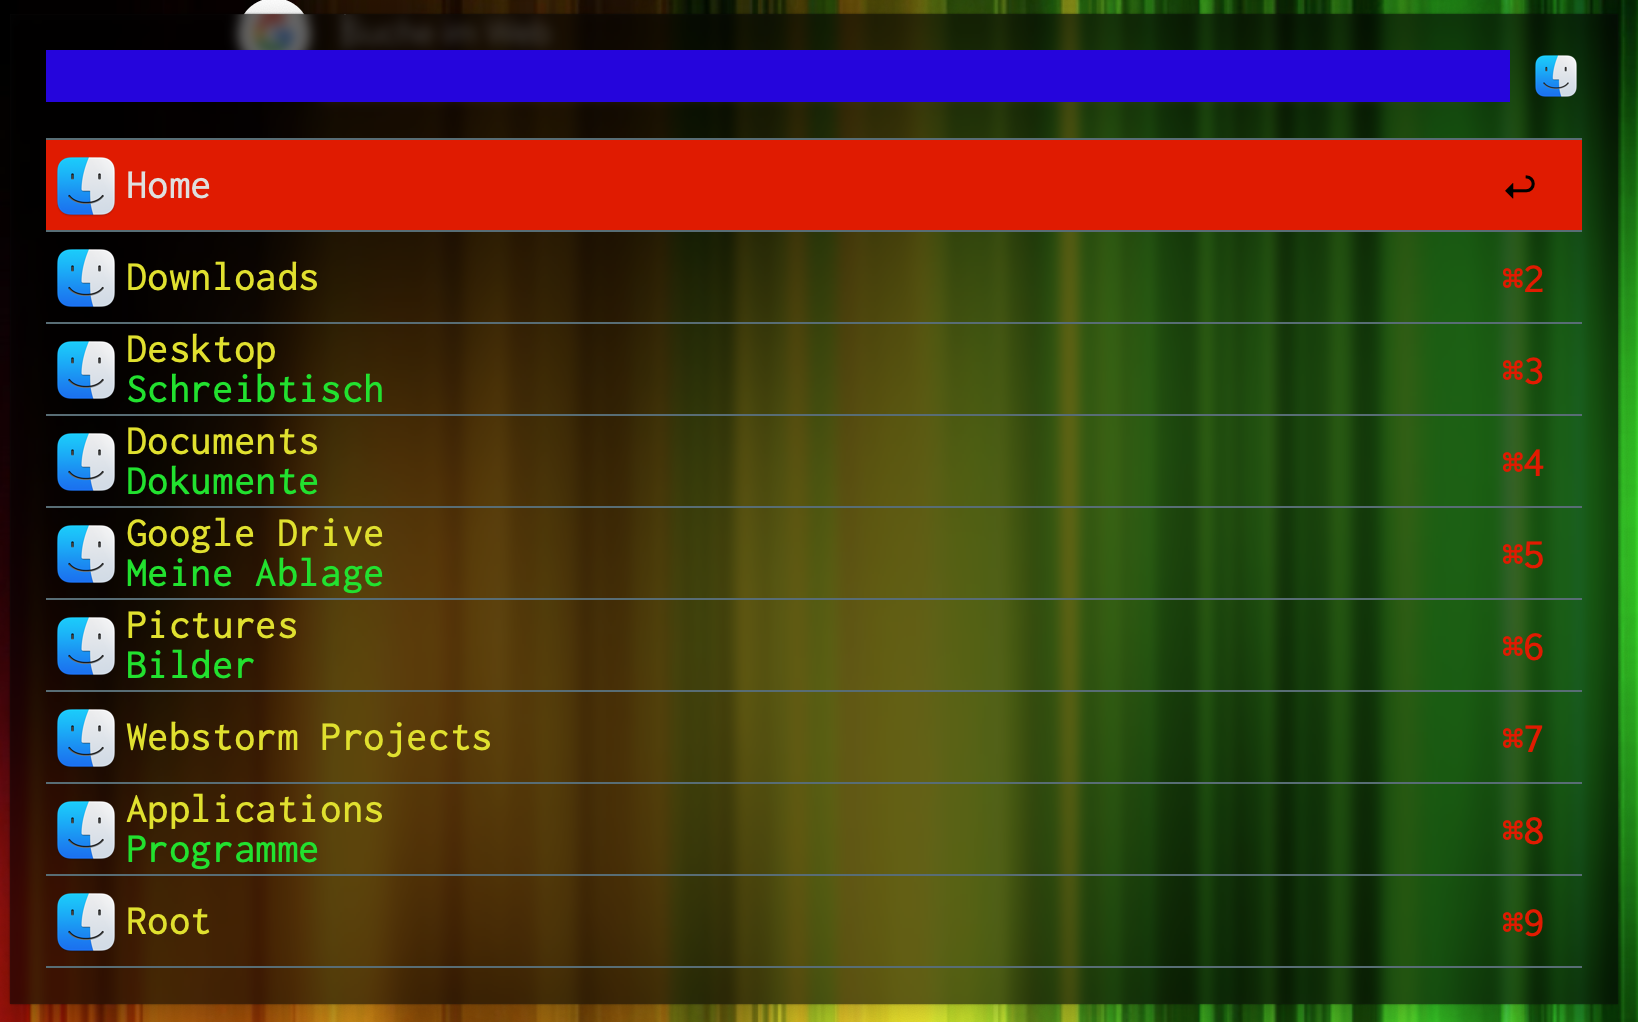 Home ↩
Downloads ⌘2
Desktop ⌘3
Schreibtisch
Documents ⌘4
Dokumente
Google Drive ⌘5
Meine Ablage
Pictures ⌘6
Bilder
Webstorm Projects ⌘7
Applications ⌘8
Programme
Root ⌘9